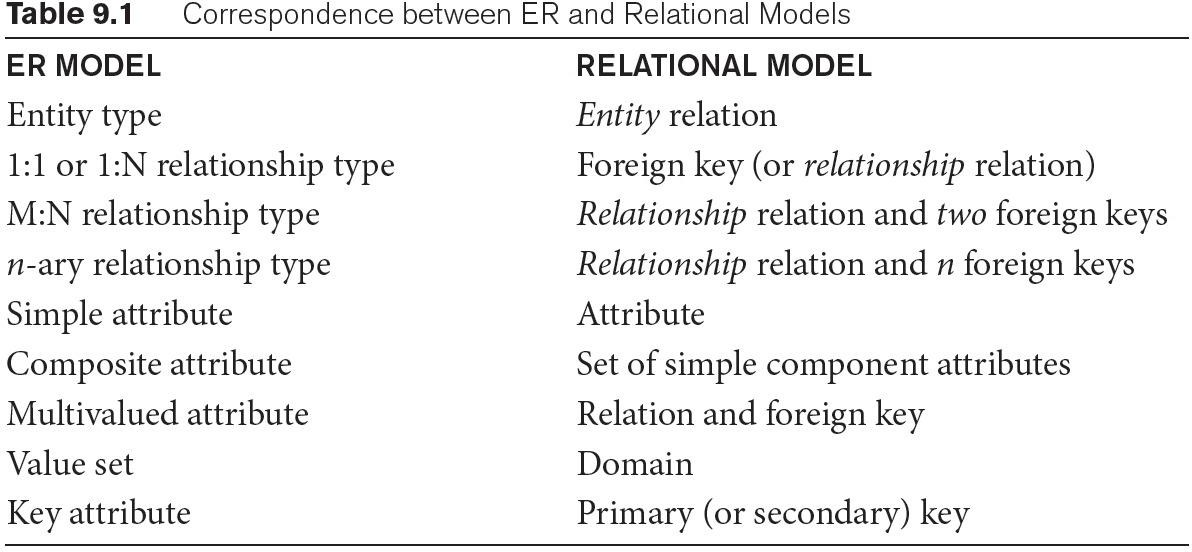 Table 9.1 Correspondence between ER and Relational Models
ER MODEL RELATIONAL MODEL
Entity type Entity relation
1:1 or 1:N relationship type Foreign key (or relationship relation)
M:N relationship type Relationship relation and two foreign keys
n-ary relationship type Relationship relation and n foreign keys
Simple attribute Attribute
Composite attribute Set of simple component attributes
Multivalued attribute Relation and foreign key
Value set Domain
Key attribute Primary (or secondary) key